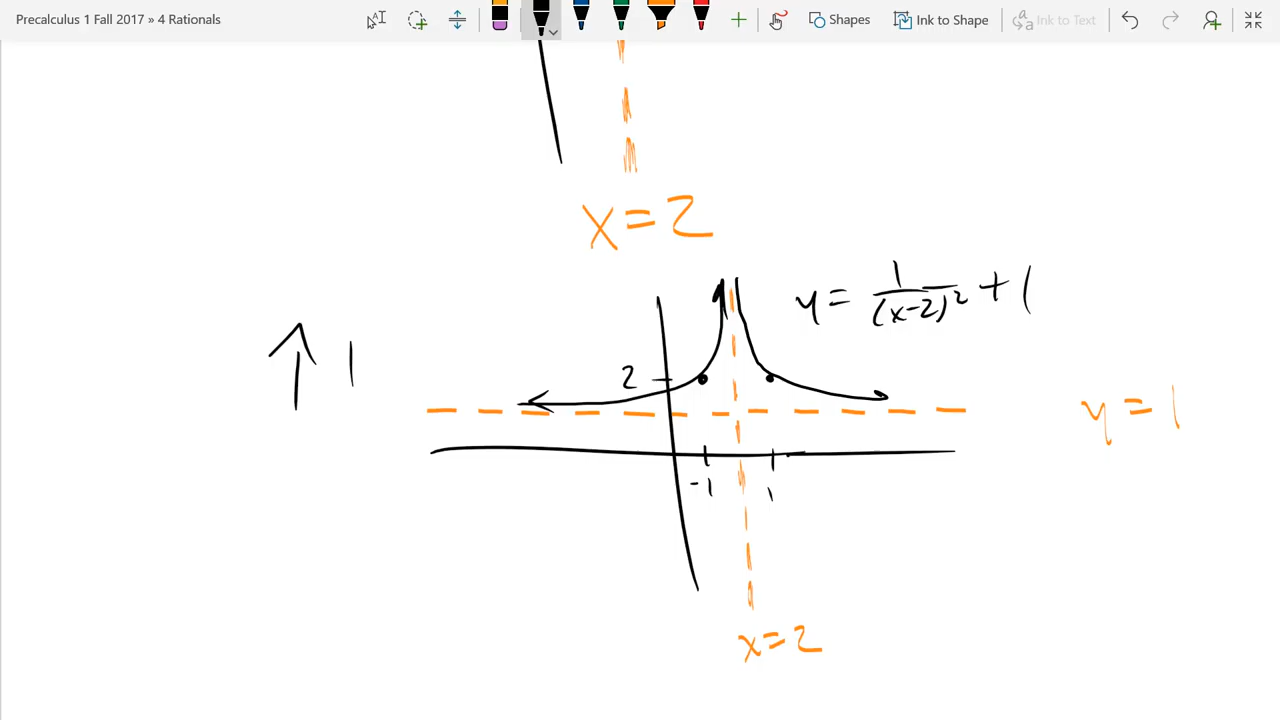 Precalculus 1 Fall 2017 » 4 Rationals
Shapes
Ink to Shape
Ink to Text
x=2
y = 1/(x-2)² + 1
↑ 1
2
y = 1
-1
1
x=2